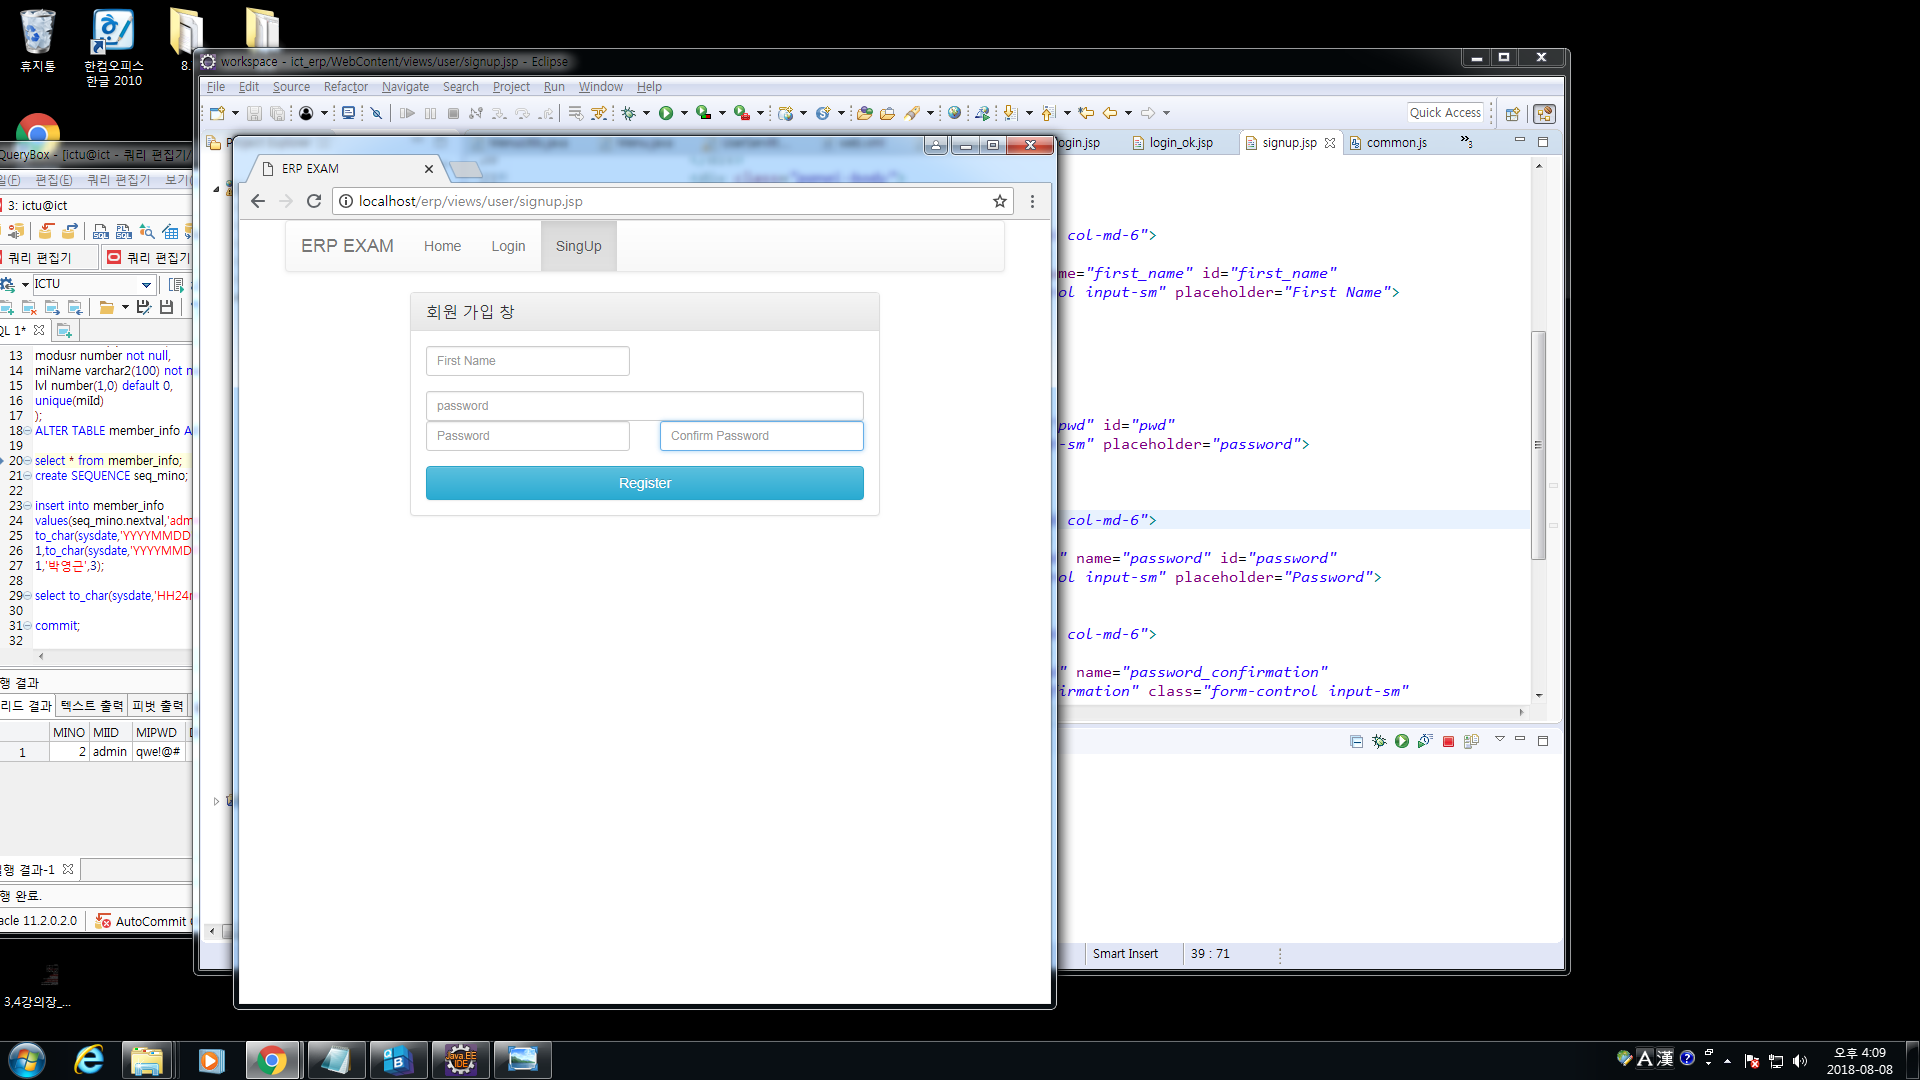 휴지통
한컴오피스
한글 2010
8.
workspace - ict_erp/WebContent/views/user/signup.jsp - Eclipse
File Edit Source Refactor Navigate Search Project Run Window Help
Quick Access
login_ok.jsp
signup.jsp
common.js
3
QueryBox - [ictu@ict - 쿼리 편집기/
편집(E) 쿼리 편집기
3: ictu@ict
쿼리 편집기
쿼리 편집기
ICTU
QL 1*
13 modusr number not null,
14 miName varchar2(100) not n
15 lvl number(1,0) default 0,
16 unique(miId)
17 );
18 ALTER TABLE member_info A
19
20 select * from member_info;
21 create SEQUENCE seq_mino;
22
23 insert into member_info
24 values(seq_mino.nextval,'adm
25 to_char(sysdate,'YYYYMMDD
26 1,to_char(sysdate,'YYYYMMD
27 1,'박영근',3);
28
29 select to_char(sysdate,'HH24
30
31 commit;
32
행 결과
리드 결과 텍스트 출력 피벗 출력
MINO MIID MIPWD
1 2 admin qwe!@#
행 결과-1
행 완료.
acle 11.2.0.2.0 AutoCommit
ERP EXAM
localhost/erp/views/user/signup.jsp
ERP EXAM Home Login SingUp
회원 가입 창
First Name
password
Password Confirm Password
Register
ogin.jsp
col-md-6">
me="first_name" id="first_name"
ol input-sm" placeholder="First Name">
pwd" id="pwd"
-sm" placeholder="password">
col-md-6">
" name="password" id="password"
ol input-sm" placeholder="Password">
col-md-6">
" name="password_confirmation"
irmation" class="form-control input-sm"
Smart Insert 39 : 71
3,4강의장_...
A 漢
오후 4:09
2018-08-08